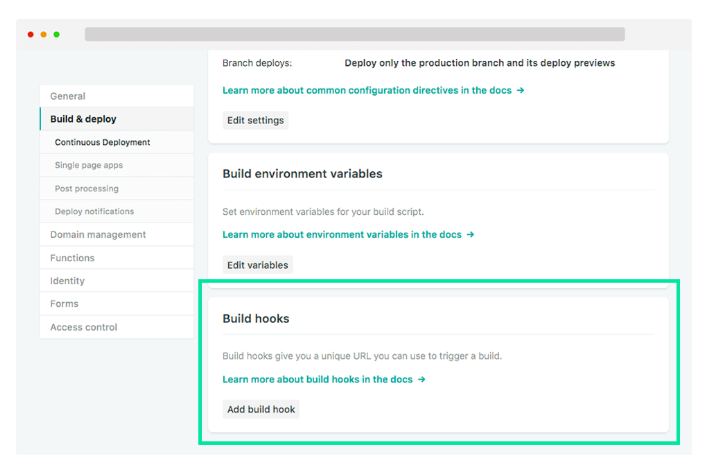 Branch deploys: Deploy only the production branch and its deploy previews
Learn more about common configuration directives in the docs →
Edit settings
General
Build & deploy
Continuous Deployment
Single page apps
Post processing
Deploy notifications
Domain management
Functions
Identity
Forms
Access control
Build environment variables
Set environment variables for your build script.
Learn more about environment variables in the docs →
Edit variables
Build hooks
Build hooks give you a unique URL you can use to trigger a build.
Learn more about build hooks in the docs →
Add build hook